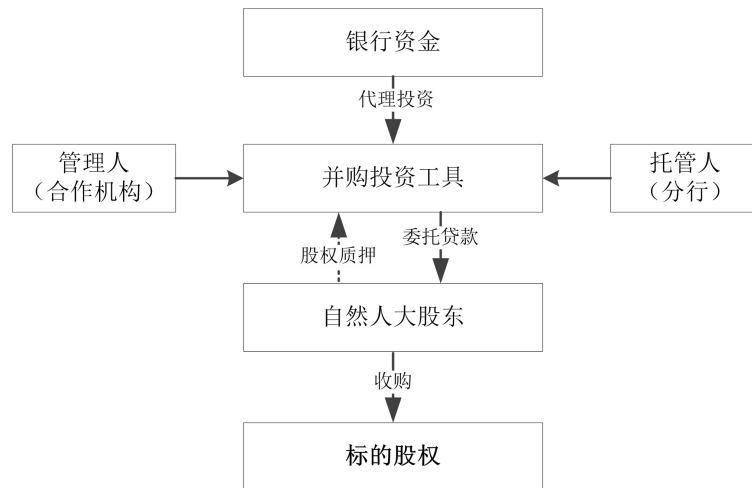 银行资金
代理投资
管理人
（合作机构）
并购投资工具
托管人
（分行）
股权质押
委托贷款
自然人大股东
收购
标的股权